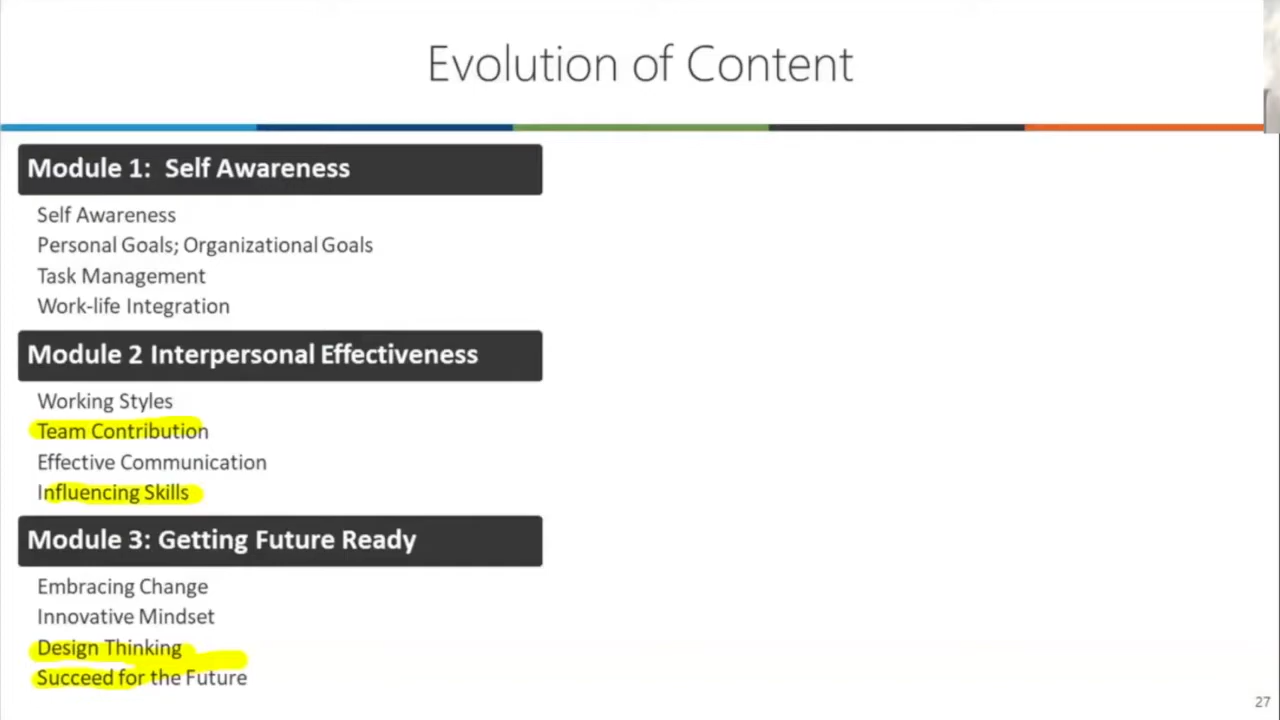 Evolution of Content
Module 1:  Self Awareness
Self Awareness
Personal Goals; Organizational Goals
Task Management
Work-life Integration
Module 2 Interpersonal Effectiveness
Working Styles
Team Contribution
Effective Communication
Influencing Skills
Module 3: Getting Future Ready
Embracing Change
Innovative Mindset
Design Thinking
Succeed for the Future
27